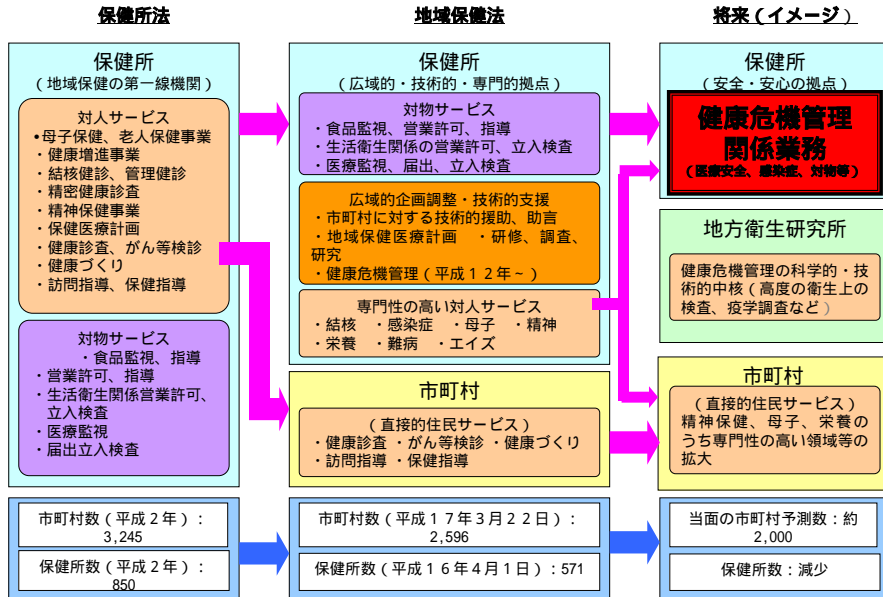 保健所法
地域保健法
将来(イメージ)
保健所
(地域保健の第一線機関)
対人サービス
•母子保健、老人保健事業
・健康増進事業
・結核健診、管理健診
・精密健康診査
・精神保健事業
・保健医療計画
・健康診査、がん等検診
・健康づくり
・訪問指導、保健指導
対物サービス
・食品監視、指導
・営業許可、指導
・生活衛生関係営業許可、
立入検査
・医療監視
・届出立入検査
市町村数(平成2年):
3,245
保健所数(平成2年):
850
保健所
(広域的・技術的・専門的拠点)
対物サービス
・食品監視、営業許可、指導
・生活衛生関係の営業許可、立入検査
・医療監視、届出、立入検査
広域的企画調整・技術的支援
・市町村に対する技術的援助、助言
・地域保健医療計画 ・研修、調査、
研究
・健康危機管理(平成12年~)
専門性の高い対人サービス
・結核 ・感染症 ・母子 ・精神
・栄養 ・難病 ・エイズ
市町村
(直接的住民サービス)
・健康診査 ・がん等検診 ・健康づくり
・訪問指導 ・保健指導
市町村数(平成17年3月22日):
2,596
保健所数(平成16年4月1日):571
保健所
(安全・安心の拠点)
健康危機管理
関係業務
(医療安全、感染症、対物等)
地方衛生研究所
健康危機管理の科学的・技
術的中核(高度の衛生上の
検査、疫学調査など)
市町村
(直接的住民サービス)
精神保健、母子、栄養の
うち専門性の高い領域等の
拡大
当面の市町村予測数:約
2,000
保健所数:減少